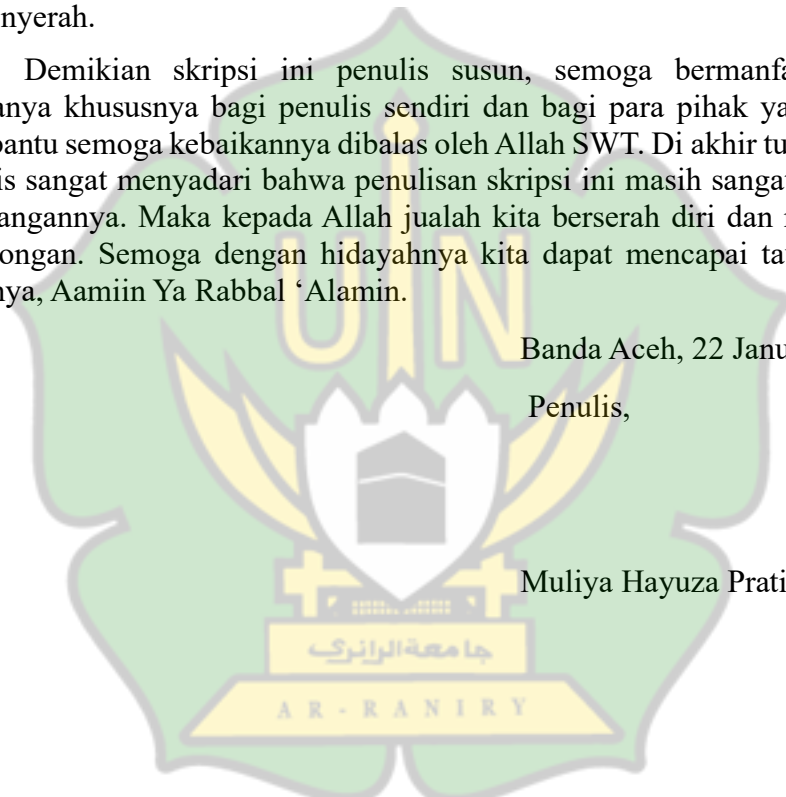 nyerah.
Demikian skripsi ini penulis susun, semoga bermanfa
anya khususnya bagi penulis sendiri dan bagi para pihak ya
bantu semoga kebaikannya dibalas oleh Allah SWT. Di akhir tu
is sangat menyadari bahwa penulisan skripsi ini masih sangat
angannya. Maka kepada Allah jualah kita berserah diri dan
ongan. Semoga dengan hidayahnya kita dapat mencapai ta
nya, Aamiin Ya Rabbal ‘Alamin.
UIN
Banda Aceh, 22 Janu
Penulis,
Muliya Hayuza Prati
جامعة الرانري
AR-RANIRY